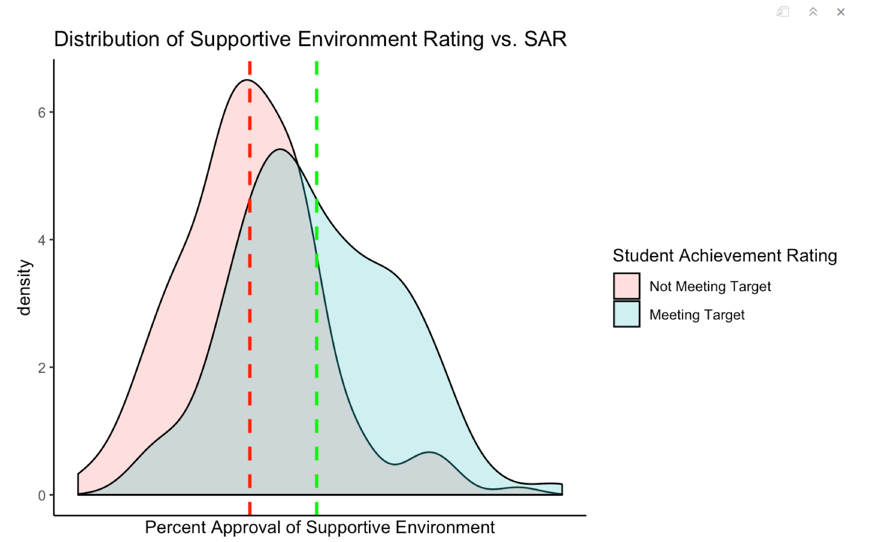 Distribution of Supportive Environment Rating vs. SAR
6
4
2
0
density
Percent Approval of Supportive Environment
Student Achievement Rating
Not Meeting Target
Meeting Target